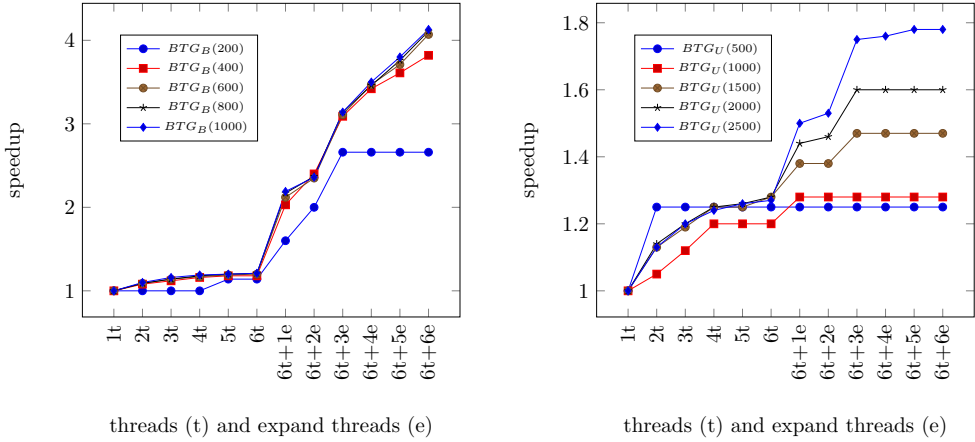 speedup
4
3
2
1
BTG_B(200)
BTG_B(400)
BTG_B(600)
BTG_B(800)
BTG_B(1000)
1t
2t
3t
4t
5t
6t
6t+1e
6t+2e
6t+3e
6t+4e
6t+5e
6t+6e
threads (t) and expand threads (e)
speedup
1.8
1.6
1.4
1.2
1
BTG_U(500)
BTG_U(1000)
BTG_U(1500)
BTG_U(2000)
BTG_U(2500)
1t
2t
3t
4t
5t
6t
6t+1e
6t+2e
6t+3e
6t+4e
6t+5e
6t+6e
threads (t) and expand threads (e)